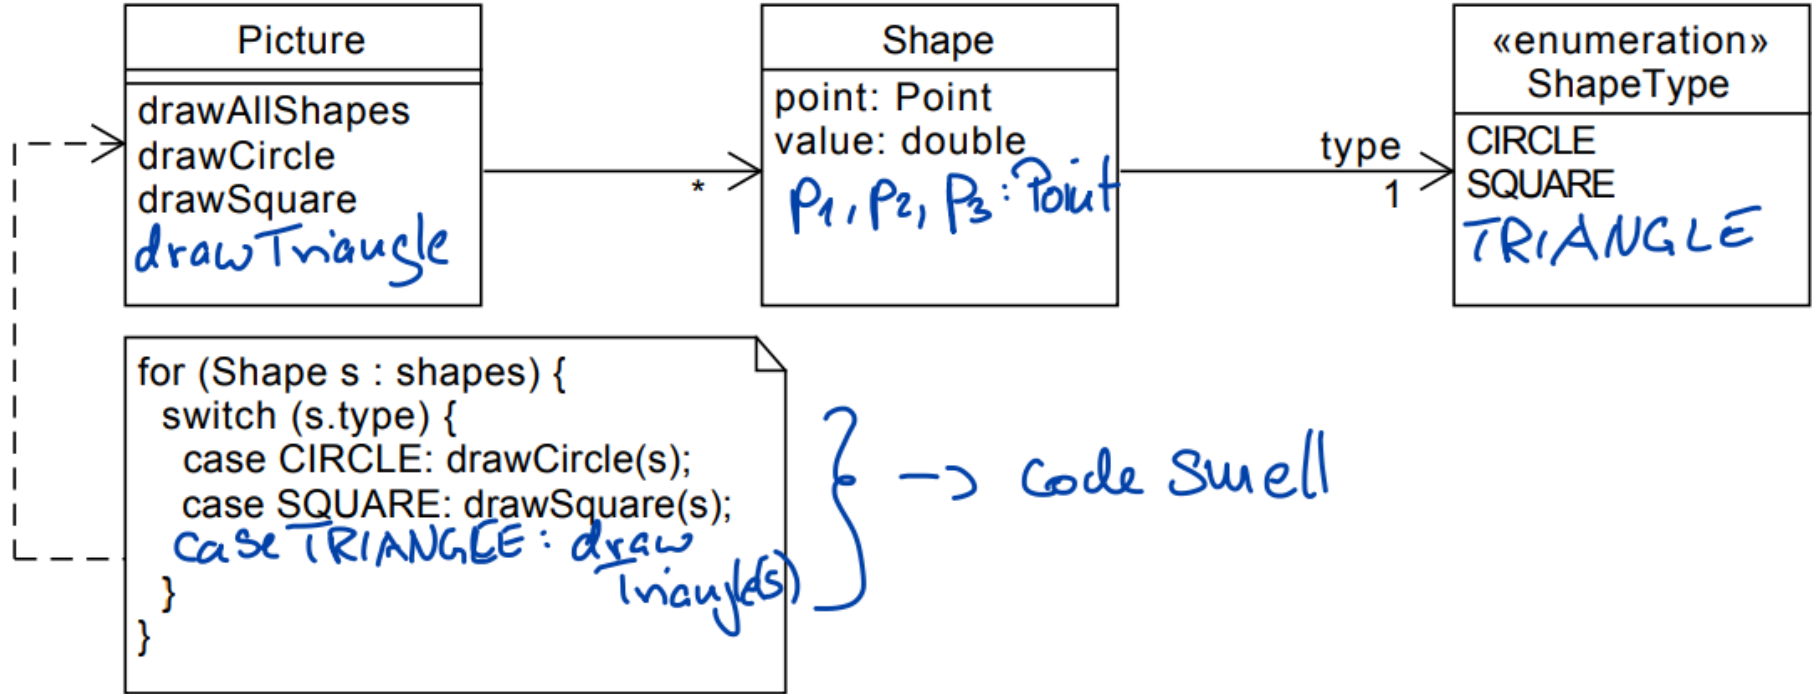 Picture
drawAllShapes
drawCircle
drawSquare
drawTriangle
*
Shape
point: Point
value: double
p1, p2, p3 : Point
type
1
«enumeration»
ShapeType
CIRCLE
SQUARE
TRIANGLE
for (Shape s : shapes) {
switch (s.type) {
case CIRCLE: drawCircle(s);
case SQUARE: drawSquare(s);
case TRIANGLE : draw
Triangle(s)
}
}
-> code smell